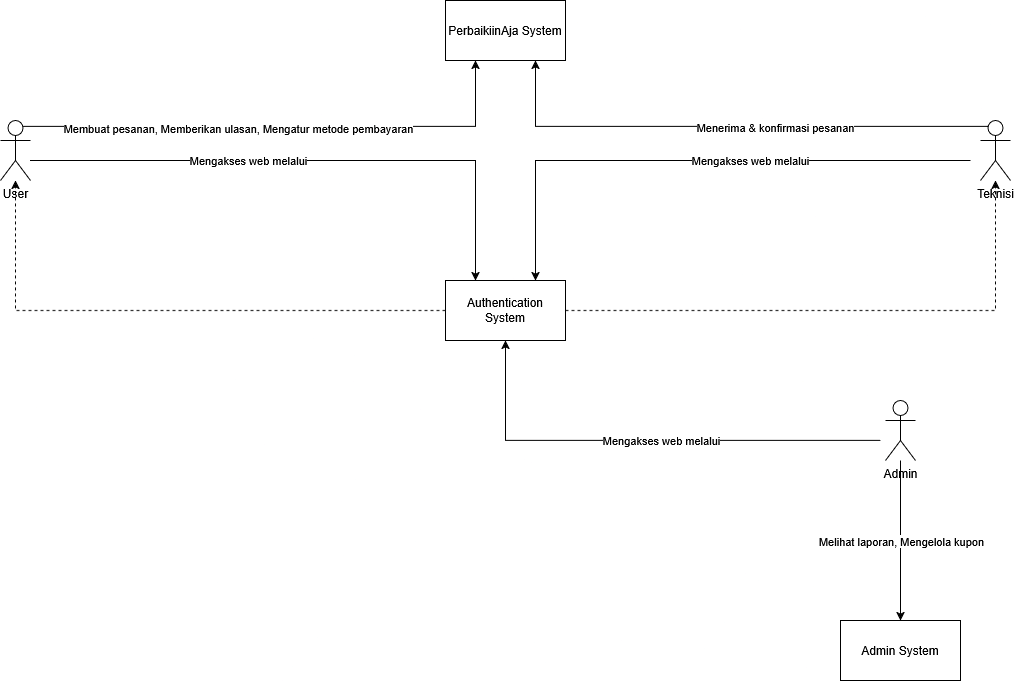 PerbaikiinAja System
Membuat pesanan, Memberikan ulasan, Mengatur metode pembayaran
Menerima & konfirmasi pesanan
Mengakses web melalui
Mengakses web melalui
User
Teknisi
Authentication
System
Mengakses web melalui
Admin
Melihat laporan, Mengelola kupon
Admin System